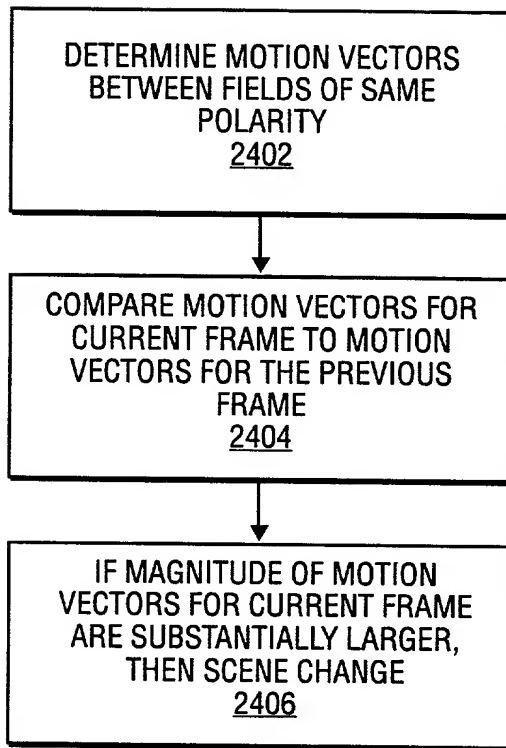 DETERMINE MOTION VECTORS
BETWEEN FIELDS OF SAME
POLARITY
2402
COMPARE MOTION VECTORS FOR
CURRENT FRAME TO MOTION
VECTORS FOR THE PREVIOUS
FRAME
2404
IF MAGNITUDE OF MOTION
VECTORS FOR CURRENT FRAME
ARE SUBSTANTIALLY LARGER,
THEN SCENE CHANGE
2406